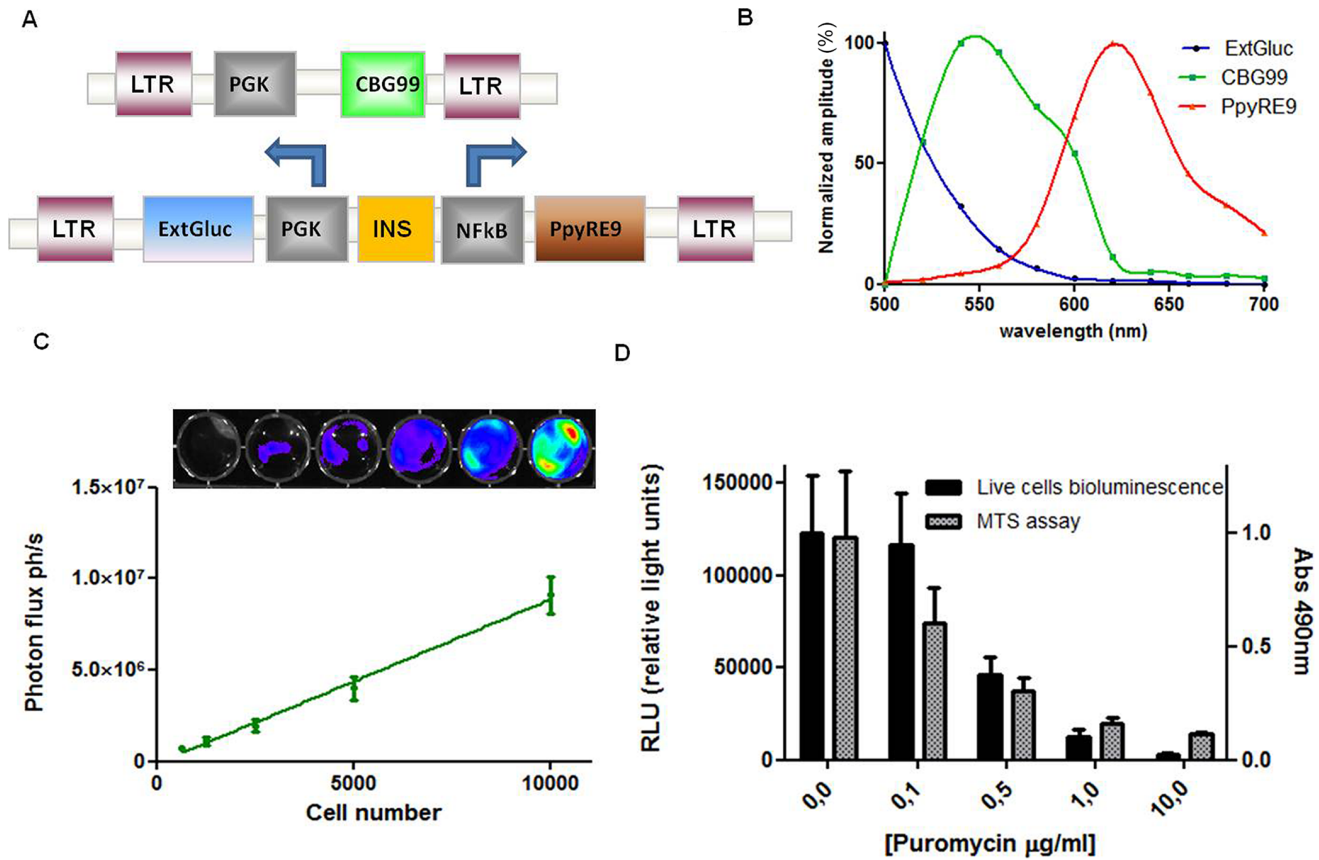 A
LTR PGK CBG99 LTR
LTR ExtGluc PGK INS NFkB PpyRE9 LTR
B
Normalized amplitude (%)
100
50
0
500 550 600 650 700
wavelength (nm)
ExtGluc
CBG99
PpyRE9
C
Photon flux ph/s
1.5×10⁷
1.0×10⁷
5.0×10⁶
0
0 5000 10000
Cell number
D
RLU (relative light units)
150000
100000
50000
0
Live cells bioluminescence
MTS assay
1.0
0.5
0.0
Abs 490nm
0,0 0,1 0,5 1,0 10,0
[Puromycin µg/ml]